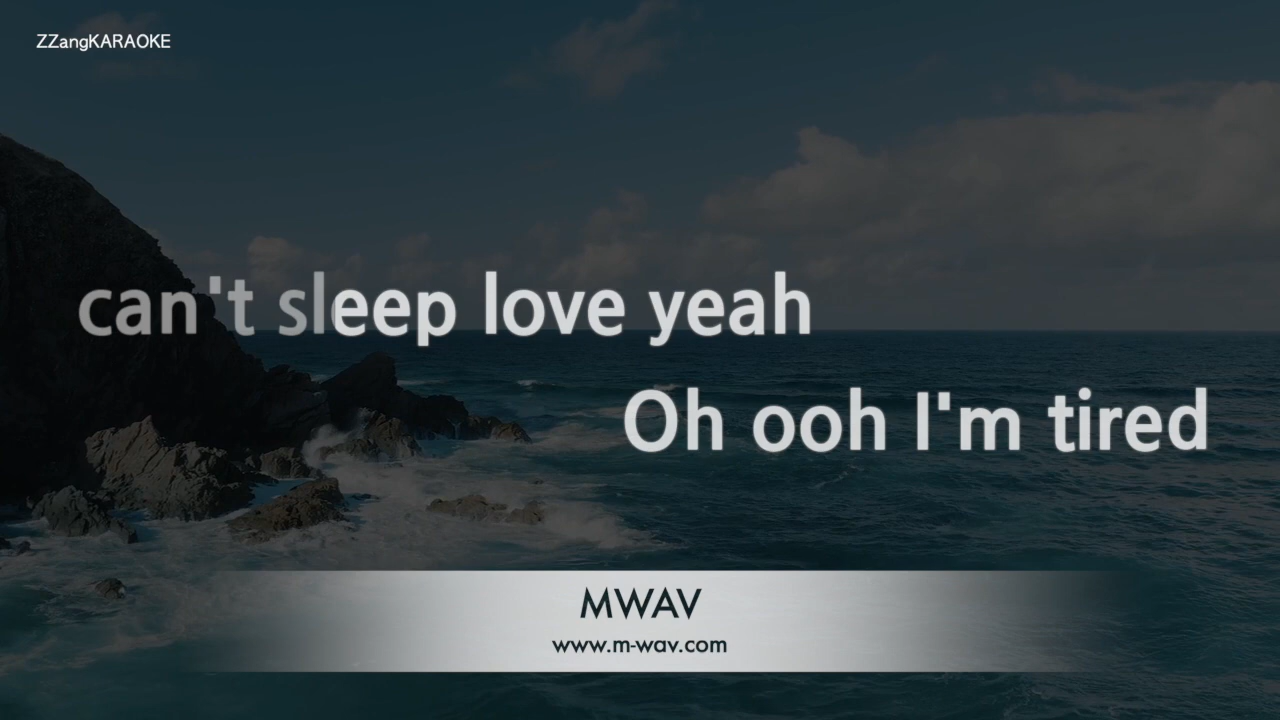 ZZangKARAOKE
can't sleep love yeah
Oh ooh I'm tired
MWAV
www.m-wav.com